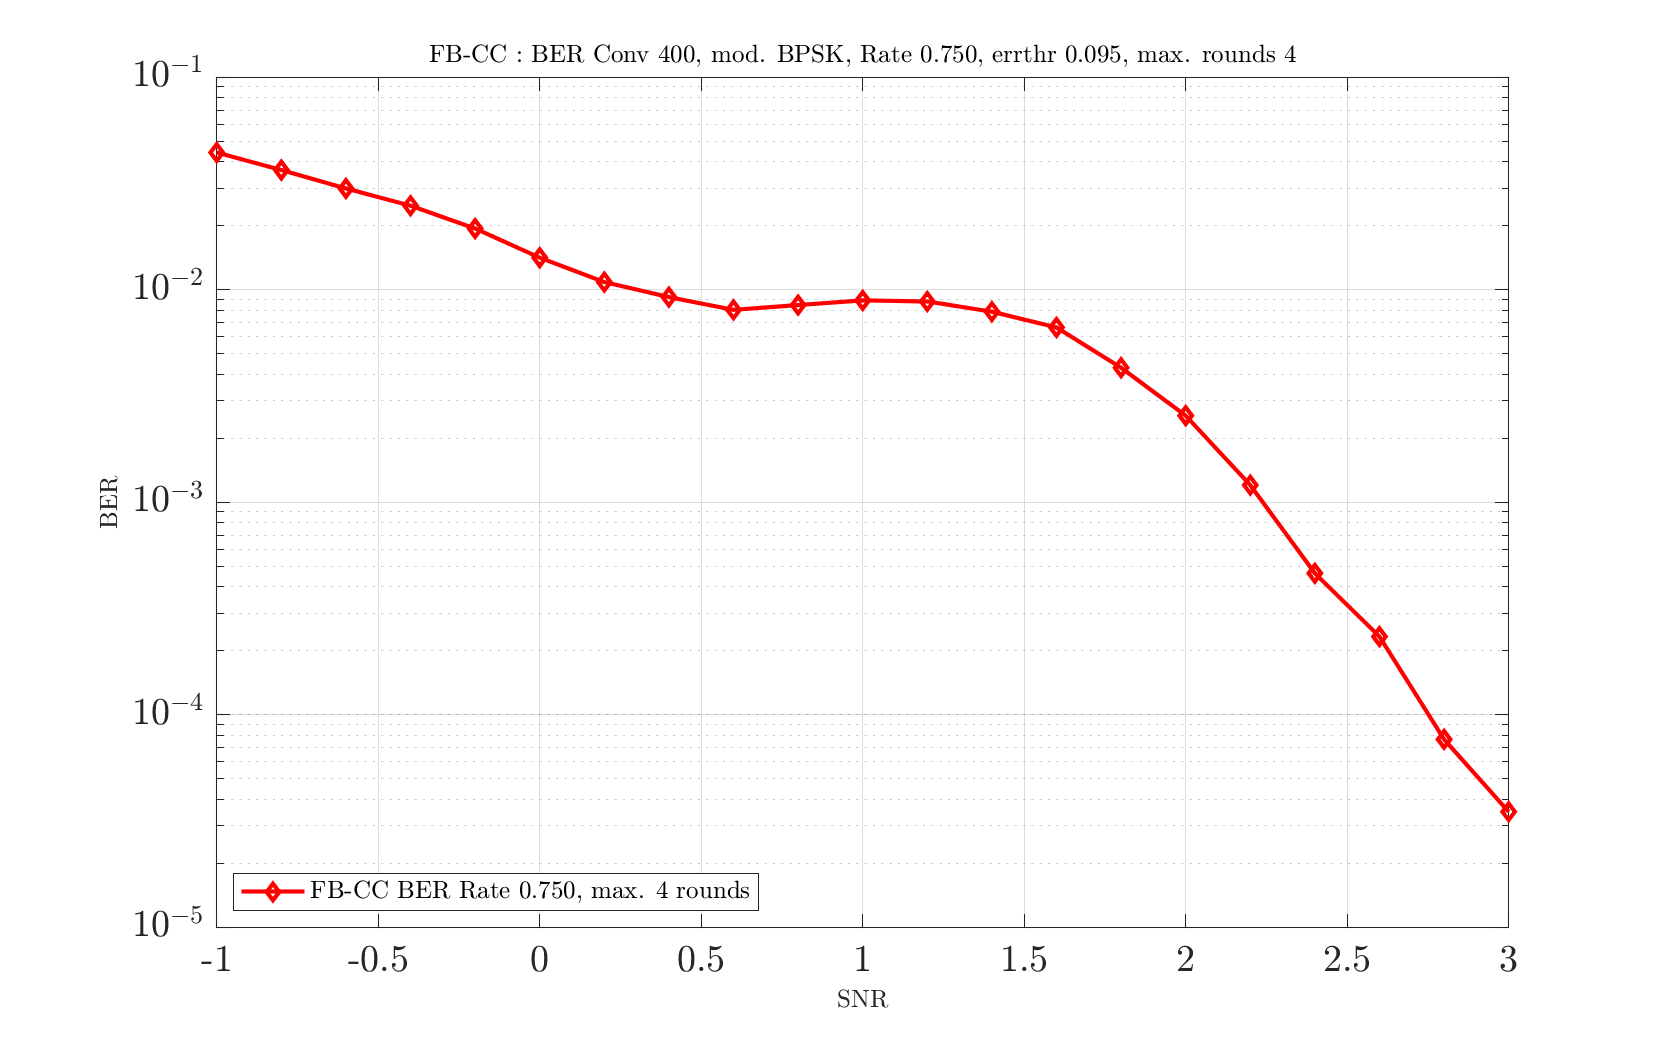 FB-CC : BER Conv 400, mod. BPSK, Rate 0.750, errthr 0.095, max. rounds 4
10⁻¹
10⁻²
10⁻³
10⁻⁴
10⁻⁵
BER
FB-CC BER Rate 0.750, max. 4 rounds
-1 -0.5 0 0.5 1 1.5 2 2.5 3
SNR